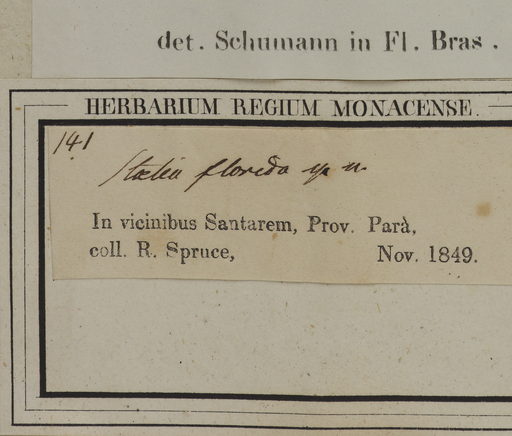 det. Schumann in Fl. Bras.
HERBARIUM REGIUM MONACENSE.
141
florida
In vicinibus Santarem, Prov. Parà,
coll. R. Spruce, Nov. 1849.